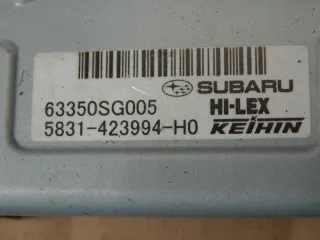 SUBARU
63350SG005 HI-LEX
5831-423994-H0 KEIHIN